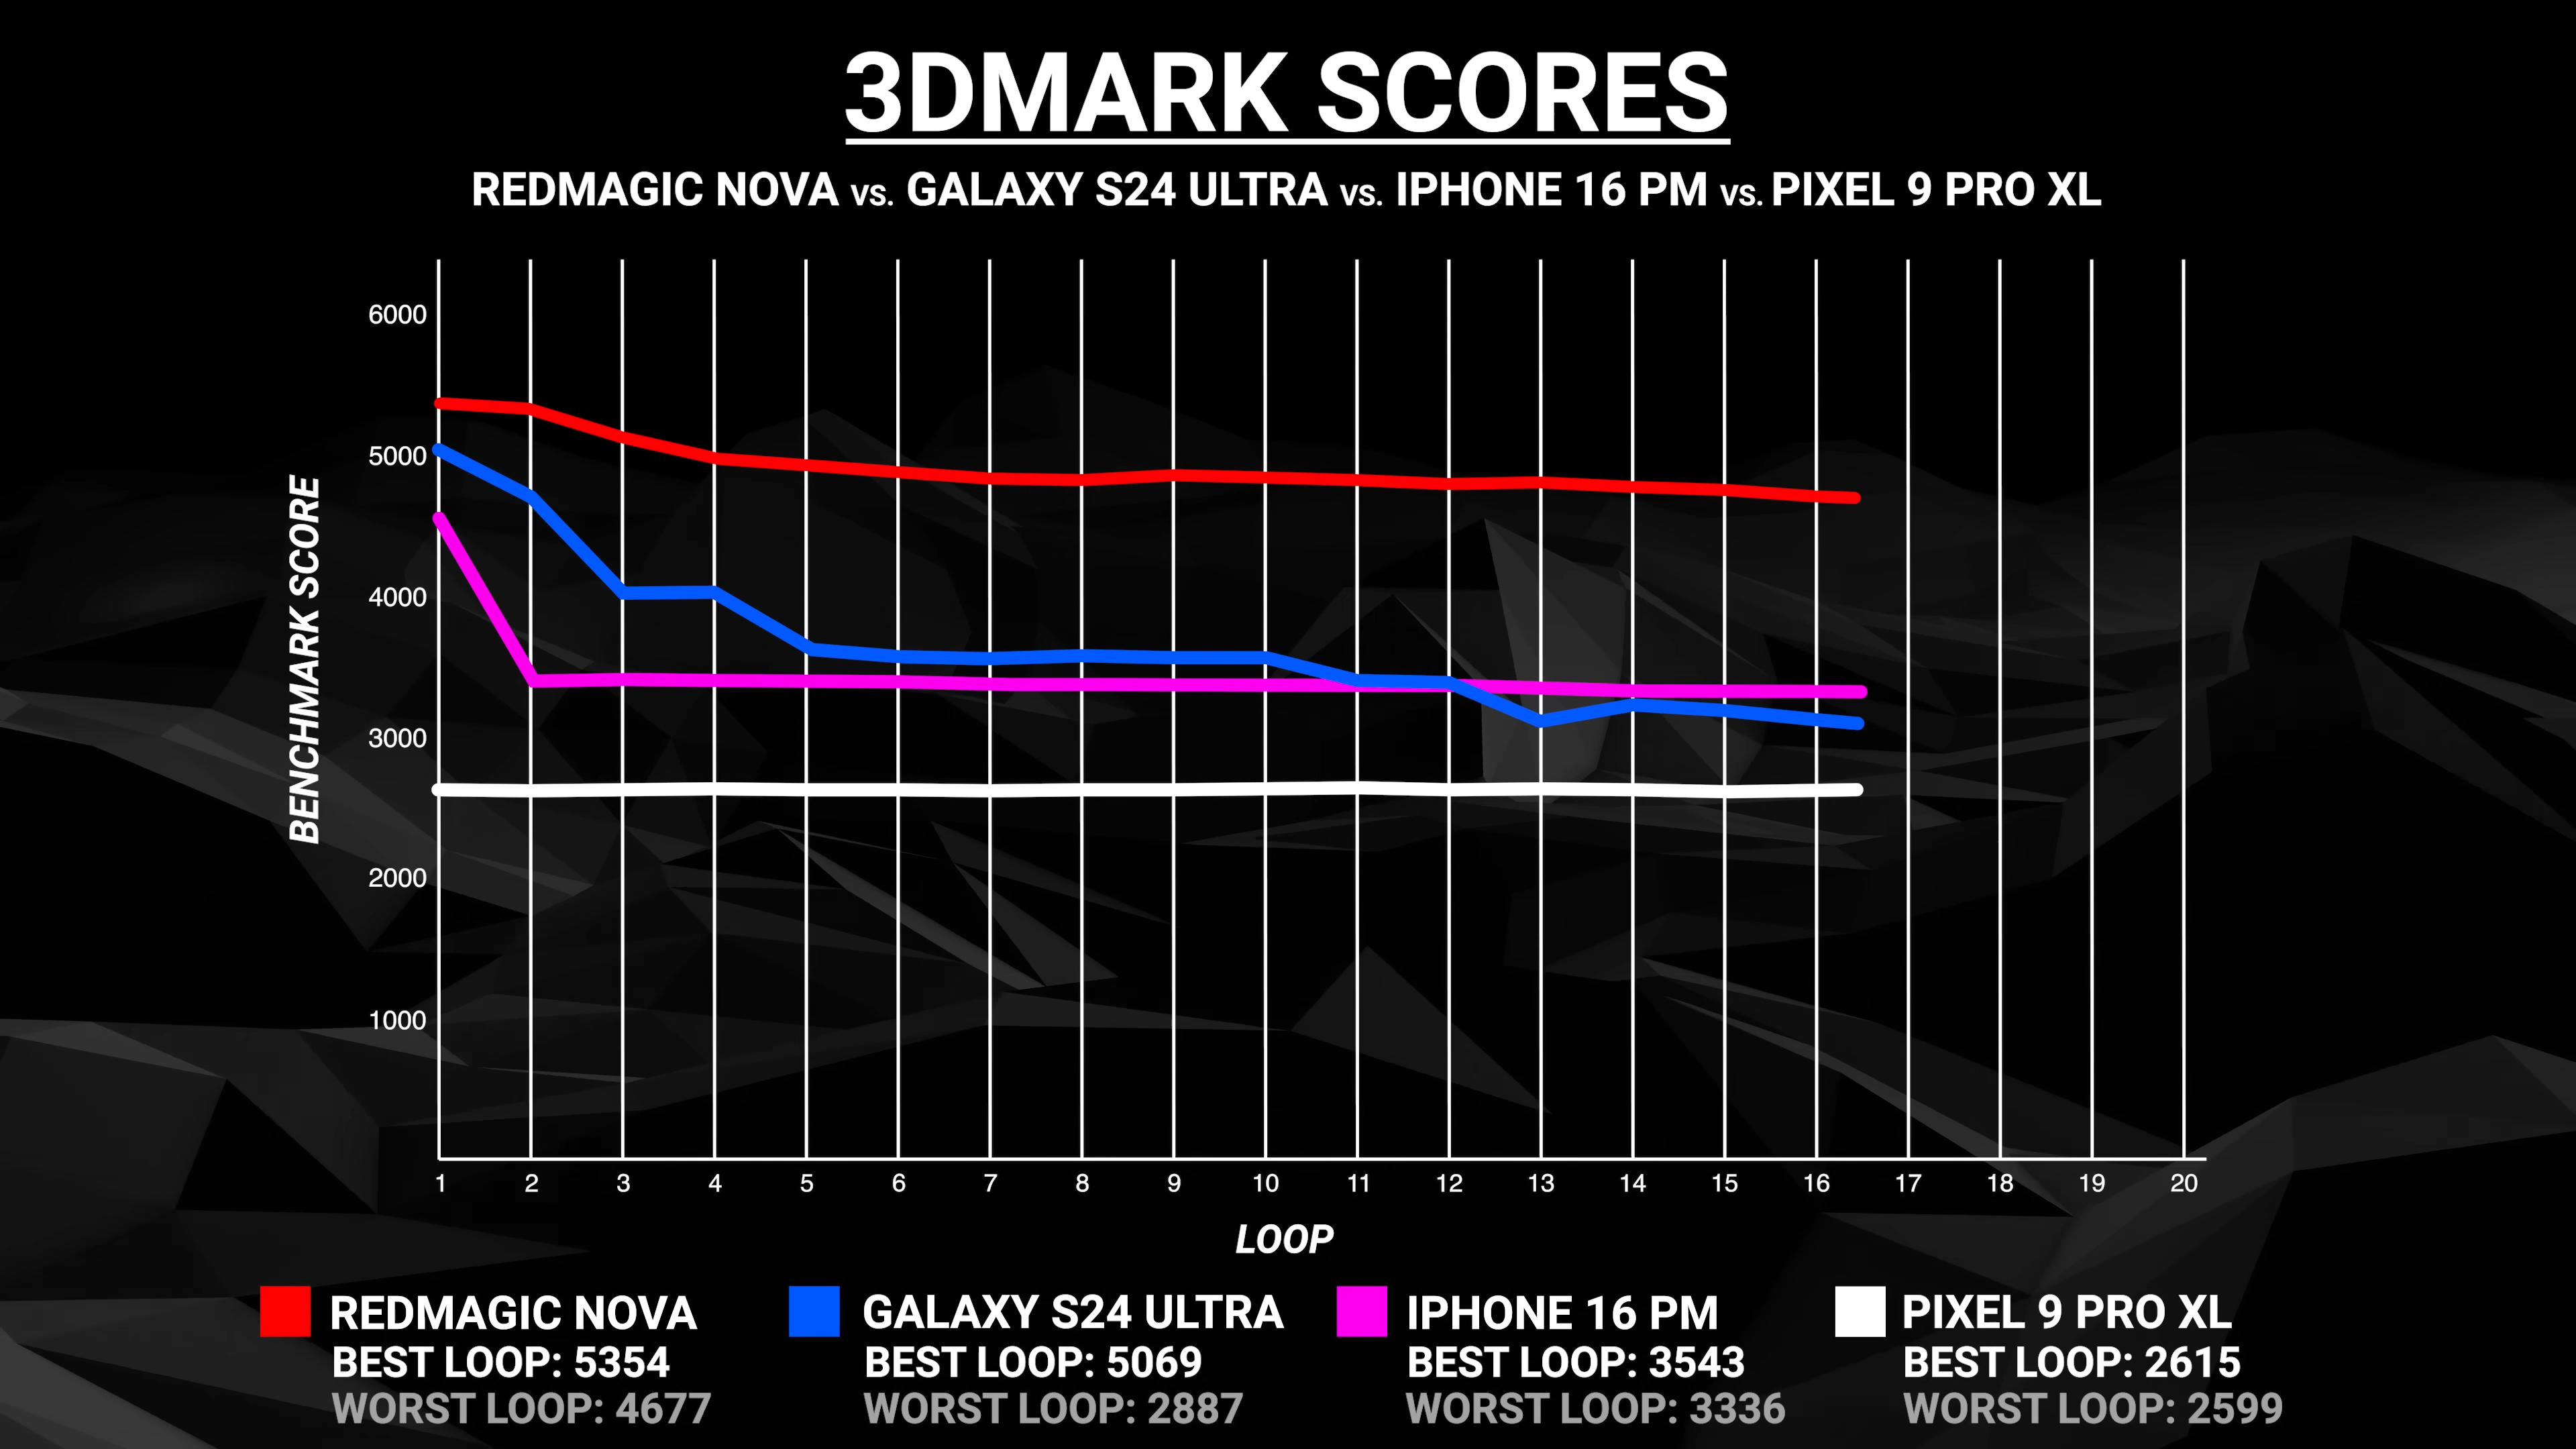 3DMARK SCORES
REDMAGIC NOVA vs. GALAXY S24 ULTRA vs. IPHONE 16 PM vs. PIXEL 9 PRO XL
6000
5000
4000
3000
2000
1000
BENCHMARK SCORE
1 2 3 4 5 6 7 8 9 10 11 12 13 14 15 16 17 18 19 20
LOOP
REDMAGIC NOVA
BEST LOOP: 5354
WORST LOOP: 4677
GALAXY S24 ULTRA
BEST LOOP: 5069
WORST LOOP: 2887
IPHONE 16 PM
BEST LOOP: 3543
WORST LOOP: 3336
PIXEL 9 PRO XL
BEST LOOP: 2615
WORST LOOP: 2599